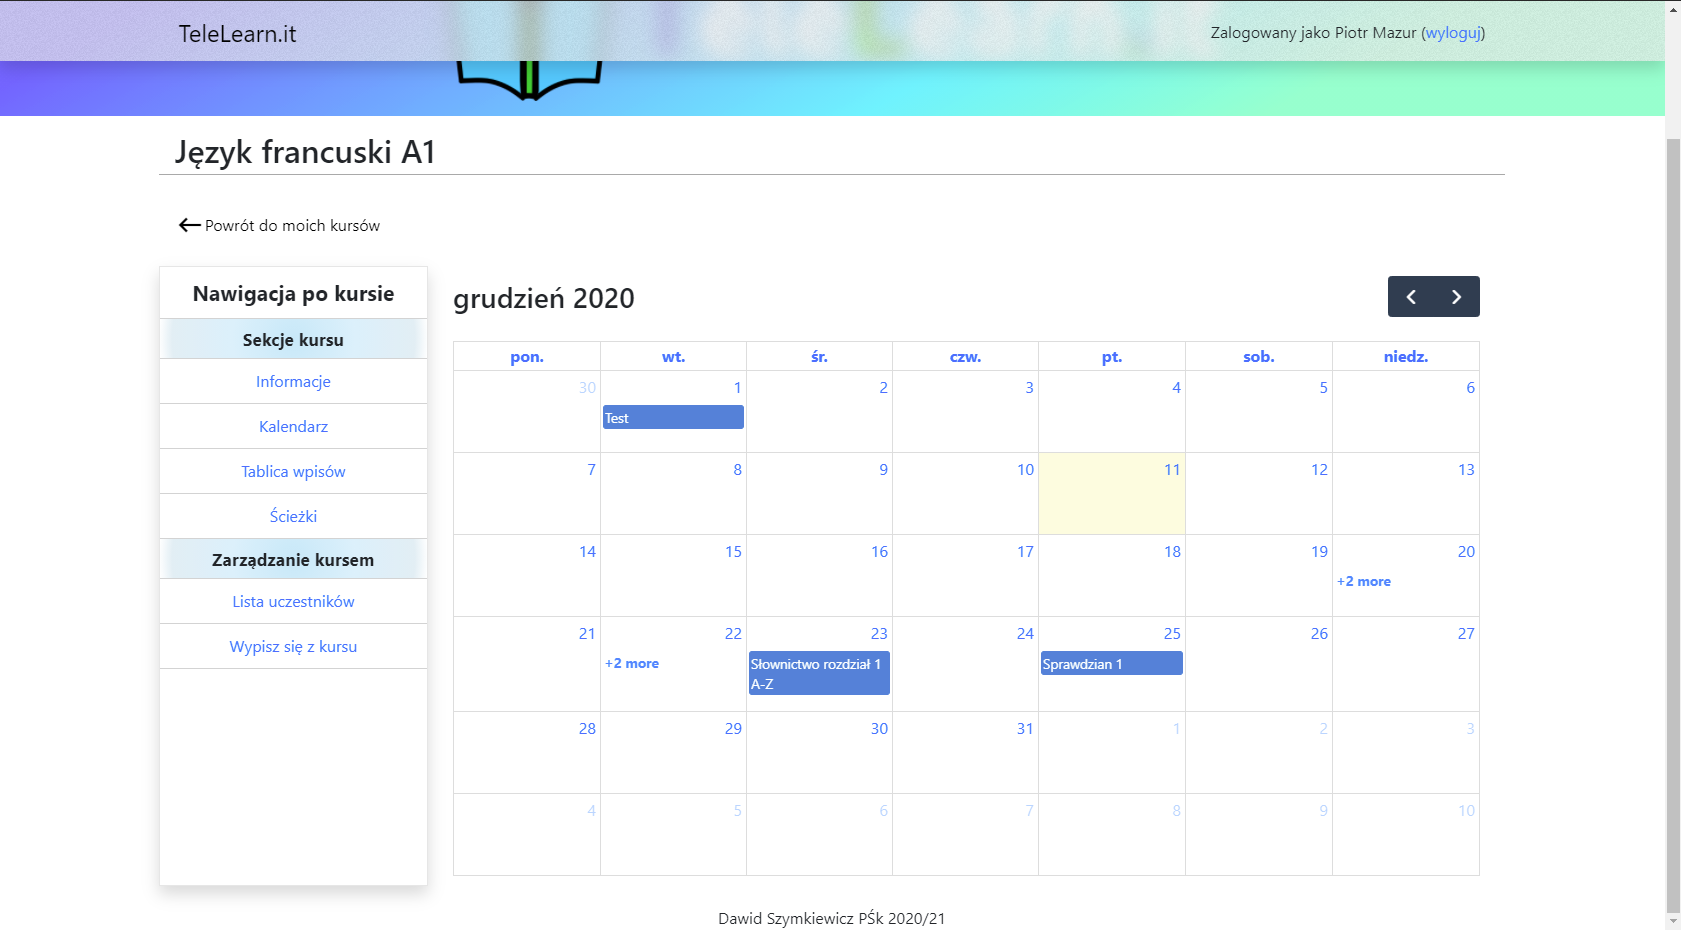 TeleLearn.it
Zalogowany jako Piotr Mazur (wyloguj)
Język francuski A1
Powrót do moich kursów
Nawigacja po kursie
Sekcje kursu
Informacje
Kalendarz
Tablica wpisów
Ścieżki
Zarządzanie kursem
Lista uczestników
Wypisz się z kursu
grudzień 2020
pon. wt. śr. czw. pt. sob. niedz.
30 1 2 3 4 5 6
Test
7 8 9 10 11 12 13
14 15 16 17 18 19 20
+2 more
21 22 23 24 25 26 27
+2 more Słownictwo rozdział 1 Sprawdzian 1
A-Z
28 29 30 31 1 2 3
4 5 6 7 8 9 10
Dawid Szymkiewicz PŚk 2020/21